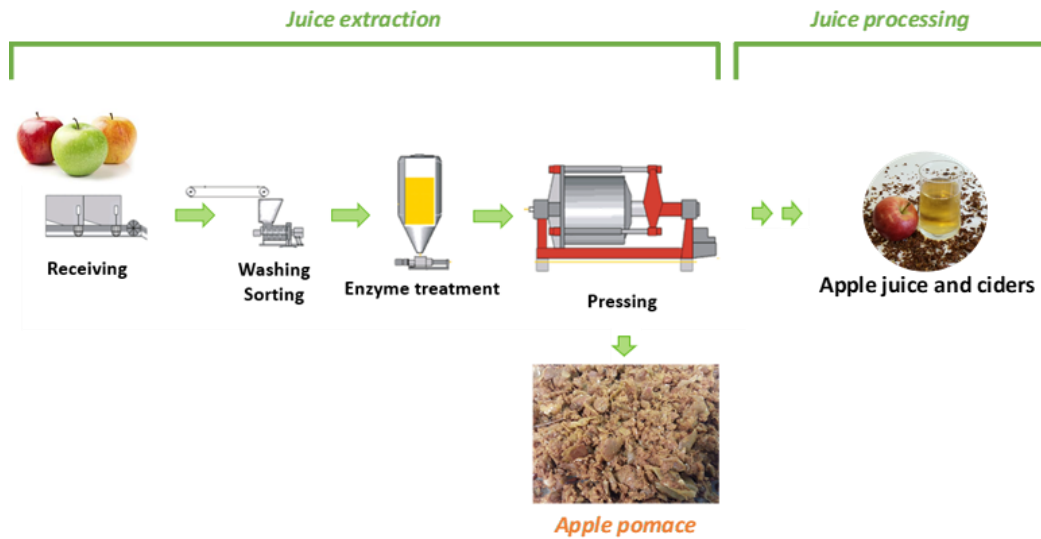 Juice extraction
Juice processing
Receiving
Washing
Sorting
Enzyme treatment
Pressing
Apple juice and ciders
Apple pomace